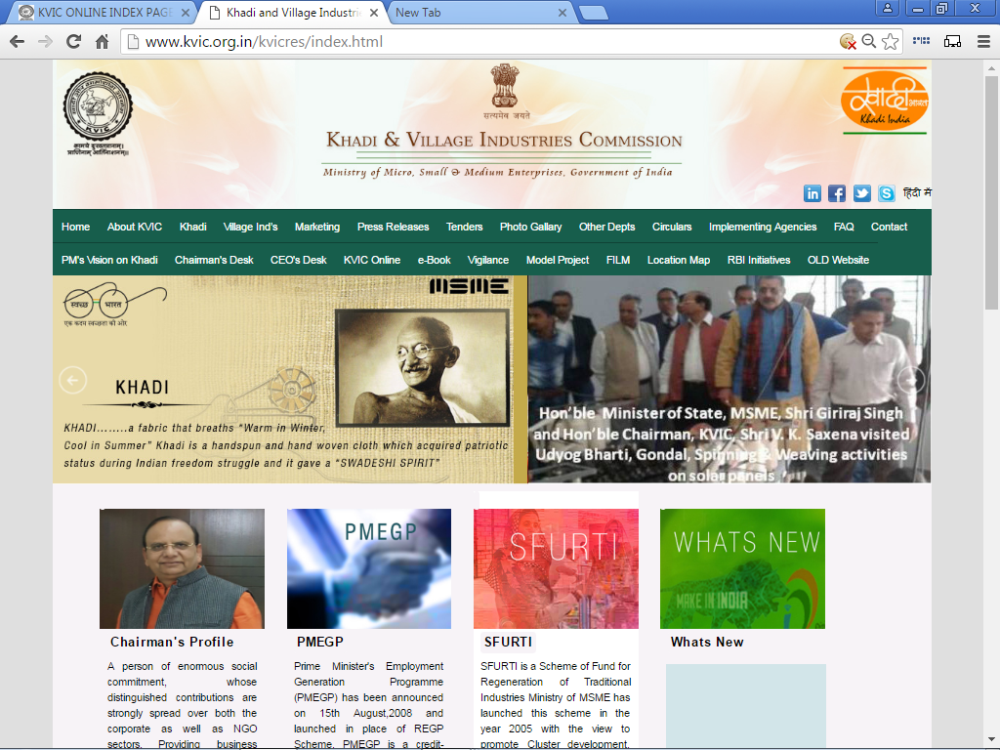 KVIC ONLINE INDEX PAGE
Khadi and Village Industri
New Tab
www.kvic.org.in/kvicres/index.html
KVIC
सत्यमेव जयते
KHADI & VILLAGE INDUSTRIES COMMISSION
Ministry of Micro, Small & Medium Enterprises, Government of India
खादी भारत
Khadi India
हिंदी में
Home About KVIC Khadi Village Ind's Marketing Press Releases Tenders Photo Gallary Other Depts Circulars Implementing Agencies FAQ Contact
PM's Vision on Khadi Chairman's Desk CEO's Desk KVIC Online e-Book Vigilance Model Project FILM Location Map RBI Initiatives OLD Website
स्वच्छ भारत
एक कदम स्वच्छता की ओर
MSME
KHADI
KHADI........a fabric that breaths “Warm in Winter,
Cool in Summer” Khadi is a handspun and hand woven cloth which acquired patriotic
status during Indian freedom struggle and it gave a “SWADESHI SPIRIT”
Hon’ble Minister of State, MSME, Shri Giriraj Singh
and Hon’ble Chairman, KVIC, Shri V. K. Saxena visited
Udyog Bharti, Gondal, Spinning & Weaving activities
on solar panels
PMEGP
SFURTI
WHATS NEW
MAKE IN INDIA
Chairman's Profile
A person of enormous social
commitment, whose
distinguished contributions are
strongly spread over both the
corporate as well as NGO
sectors. Providing business
PMEGP
Prime Minister's Employment
Generation Programme
(PMEGP) has been announced
on 15th August,2008 and
launched in place of REGP
Scheme. PMEGP is a credit-
SFURTI
SFURTI is a Scheme of Fund for
Regeneration of Traditional
Industries Ministry of MSME has
launched this scheme in the
year 2005 with the view to
promote Cluster development.
Whats New